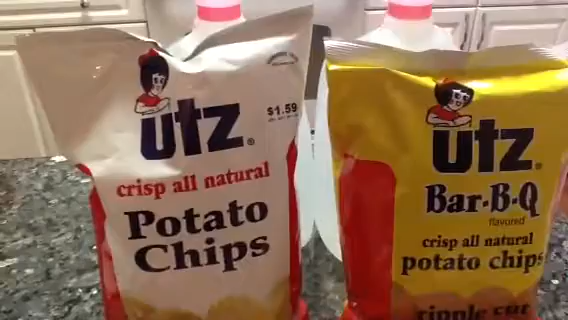 $1.59
utz®
crisp all natural
Potato
Chips
utz®
Bar-B-Q
flavored
crisp all natural
potato chips
ripple cut